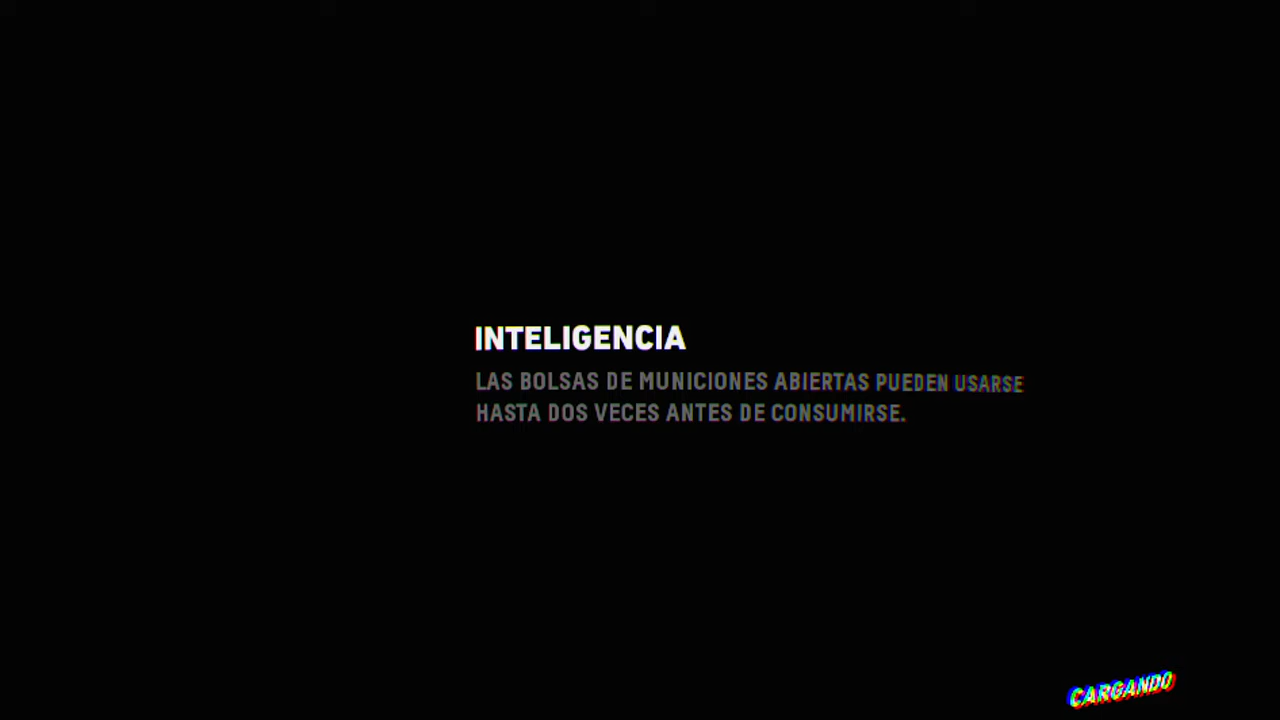 INTELIGENCIA
LAS BOLSAS DE MUNICIONES ABIERTAS PUEDEN USARSE
HASTA DOS VECES ANTES DE CONSUMIRSE.
CARGANDO